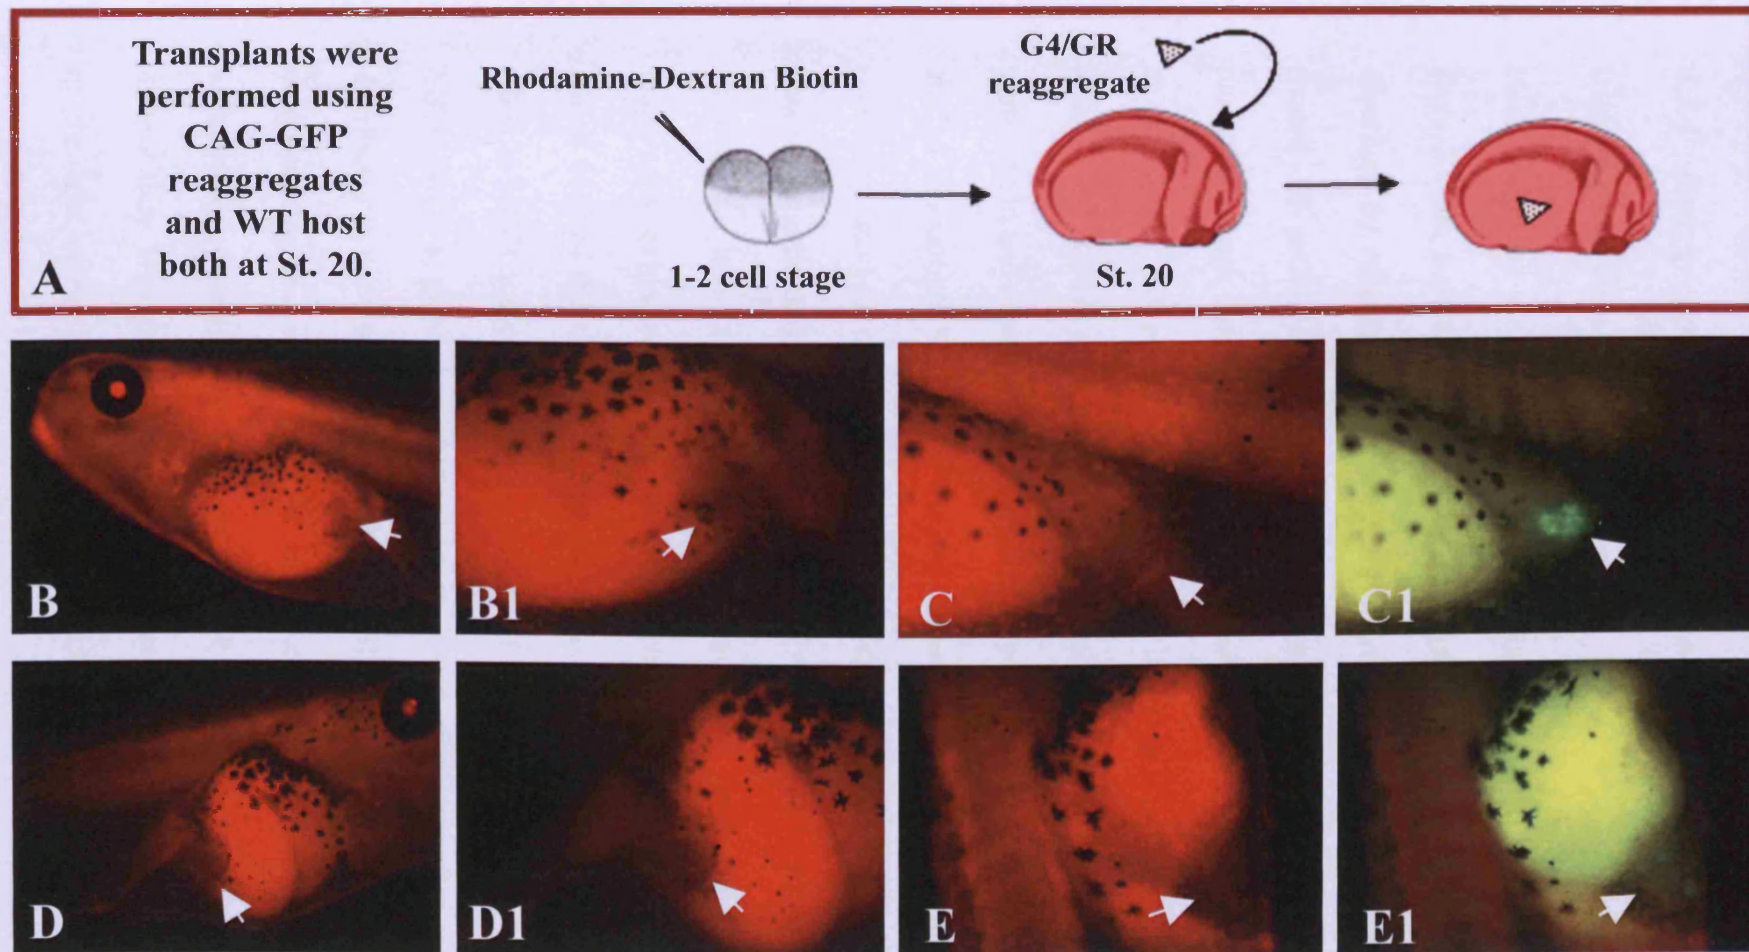 Transplants were
performed using
CAG-GFP
reaggregates
and WT host
both at St. 20.
A
Rhodamine-Dextran Biotin
1-2 cell stage
G4/GR
reaggregate
St. 20
B
B1
C
C1
D
D1
E
E1